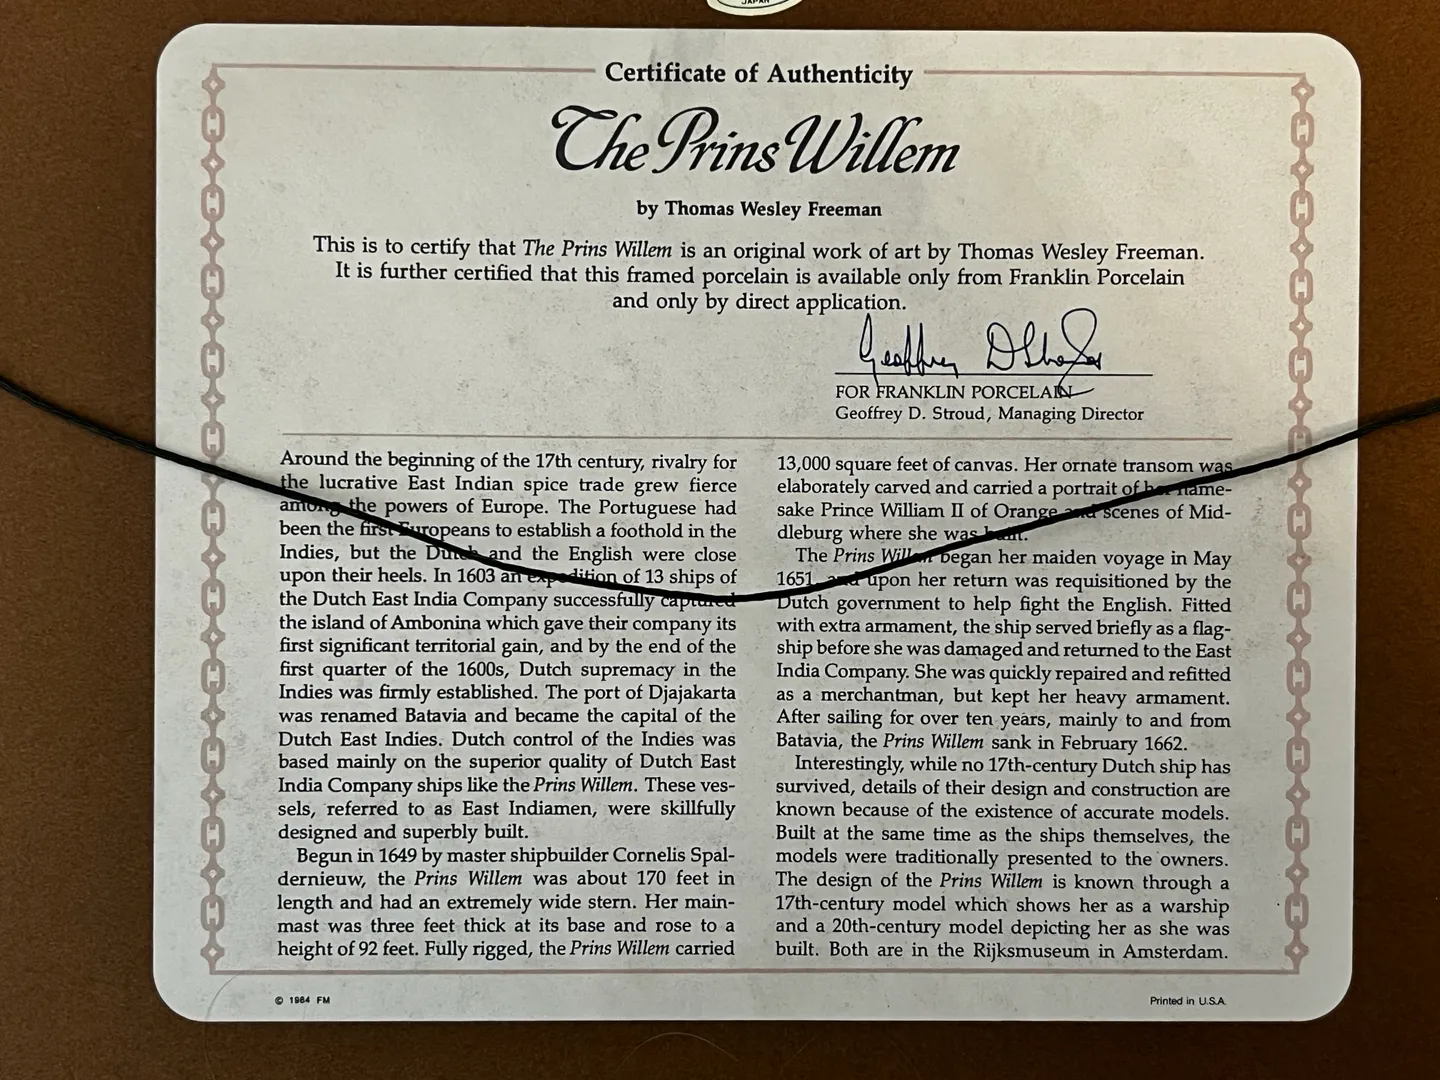 JAPAN
Certificate of Authenticity
The Prins Willem
by Thomas Wesley Freeman
This is to certify that The Prins Willem is an original work of art by Thomas Wesley Freeman.
It is further certified that this framed porcelain is available only from Franklin Porcelain
and only by direct application.
Geoffrey D Stroud
FOR FRANKLIN PORCELAIN
Geoffrey D. Stroud, Managing Director
Around the beginning of the 17th century, rivalry for
the lucrative East Indian spice trade grew fierce
among the powers of Europe. The Portuguese had
been the first Europeans to establish a foothold in the
Indies, but the Dutch and the English were close
upon their heels. In 1603 an expedition of 13 ships of
the Dutch East India Company successfully captured
the island of Ambonina which gave their company its
first significant territorial gain, and by the end of the
first quarter of the 1600s, Dutch supremacy in the
Indies was firmly established. The port of Djajakarta
was renamed Batavia and became the capital of the
Dutch East Indies. Dutch control of the Indies was
based mainly on the superior quality of Dutch East
India Company ships like the Prins Willem. These ves-
sels, referred to as East Indiamen, were skillfully
designed and superbly built.
Begun in 1649 by master shipbuilder Cornelis Spal-
dernieuw, the Prins Willem was about 170 feet in
length and had an extremely wide stern. Her main-
mast was three feet thick at its base and rose to a
height of 92 feet. Fully rigged, the Prins Willem carried
13,000 square feet of canvas. Her ornate transom was
elaborately carved and carried a portrait of her name-
sake Prince William II of Orange and scenes of Mid-
dleburg where she was built.
The Prins Willem began her maiden voyage in May
1651, and upon her return was requisitioned by the
Dutch government to help fight the English. Fitted
with extra armament, the ship served briefly as a flag-
ship before she was damaged and returned to the East
India Company. She was quickly repaired and refitted
as a merchantman, but kept her heavy armament.
After sailing for over ten years, mainly to and from
Batavia, the Prins Willem sank in February 1662.
Interestingly, while no 17th-century Dutch ship has
survived, details of their design and construction are
known because of the existence of accurate models.
Built at the same time as the ships themselves, the
models were traditionally presented to the owners.
The design of the Prins Willem is known through a
17th-century model which shows her as a warship
and a 20th-century model depicting her as she was
built. Both are in the Rijksmuseum in Amsterdam.
© 1984 FM
Printed in U.S.A.